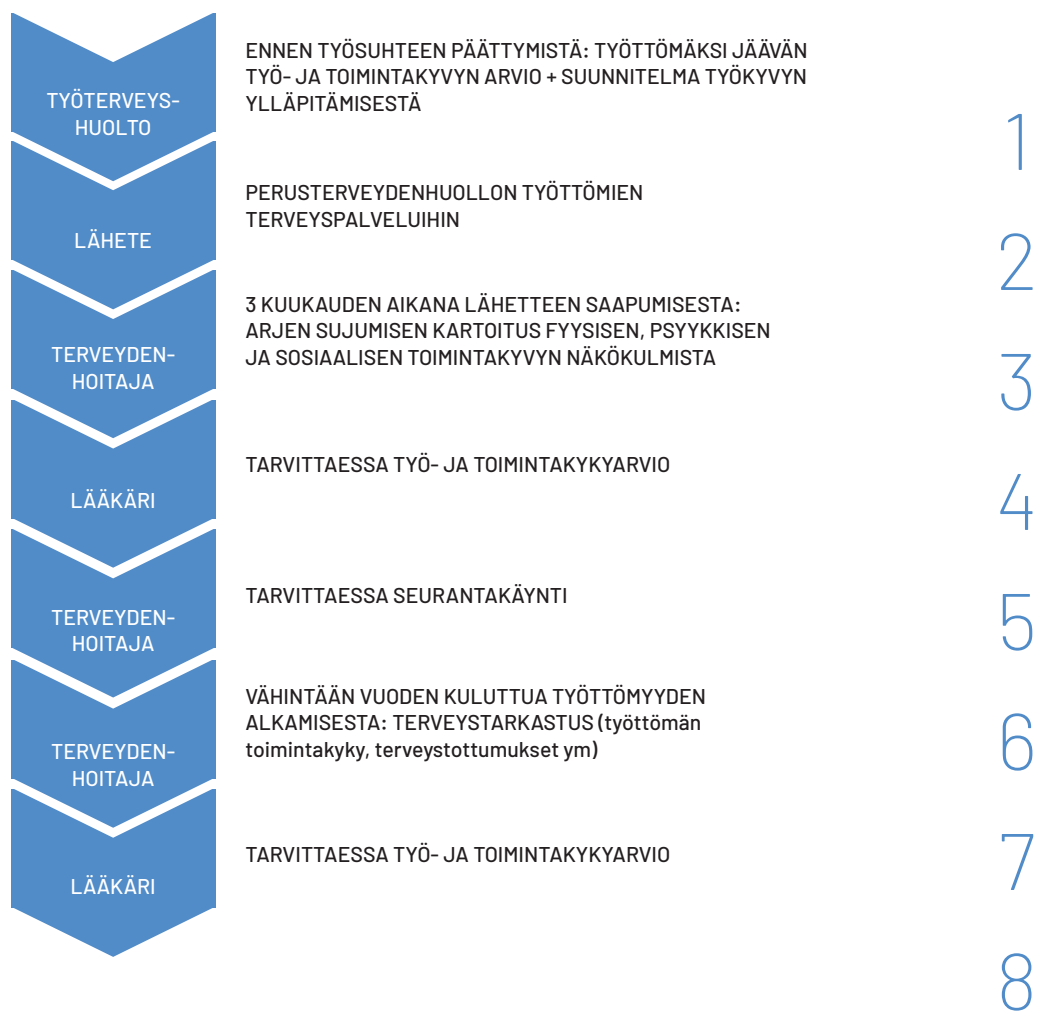 TYÖTERVEYS-
HUOLTO
ENNEN TYÖSUHTEEN PÄÄTTYMISTÄ: TYÖTTÖMÄKSI JÄÄVÄN
TYÖ- JA TOIMINTAKYVYN ARVIO + SUUNNITELMA TYÖKYVYN
YLLÄPITÄMISESTÄ
LÄHETE
PERUSTERVEYDENHUOLLON TYÖTTÖMIEN
TERVEYSPALVELUIHIN
TERVEYDEN-
HOITAJA
3 KUUKAUDEN AIKANA LÄHETTEEN SAAPUMISESTA:
ARJEN SUJUMISEN KARTOITUS FYYSISEN, PSYYKKISEN
JA SOSIAALISEN TOIMINTAKYVYN NÄKÖKULMISTA
LÄÄKÄRI
TARVITTAESSA TYÖ- JA TOIMINTAKYKYARVIO
TERVEYDEN-
HOITAJA
TARVITTAESSA SEURANTAKÄYNTI
TERVEYDEN-
HOITAJA
VÄHINTÄÄN VUODEN KULUTTUA TYÖTTÖMYYDEN
ALKAMISESTA: TERVEYSTARKASTUS (työttömän
toimintakyky, terveystottumukset ym)
LÄÄKÄRI
TARVITTAESSA TYÖ- JA TOIMINTAKYKYARVIO
1
2
3
4
5
6
7
8